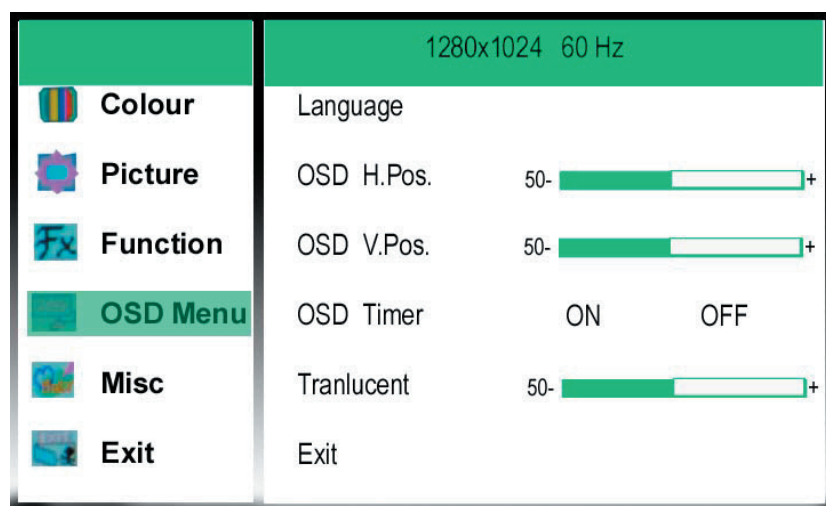 1280x1024 60 Hz
Colour
Picture
Function
OSD Menu
Misc
Exit
Language
OSD H.Pos. 50- +
OSD V.Pos. 50- +
OSD Timer ON OFF
Tranlucent 50- +
Exit